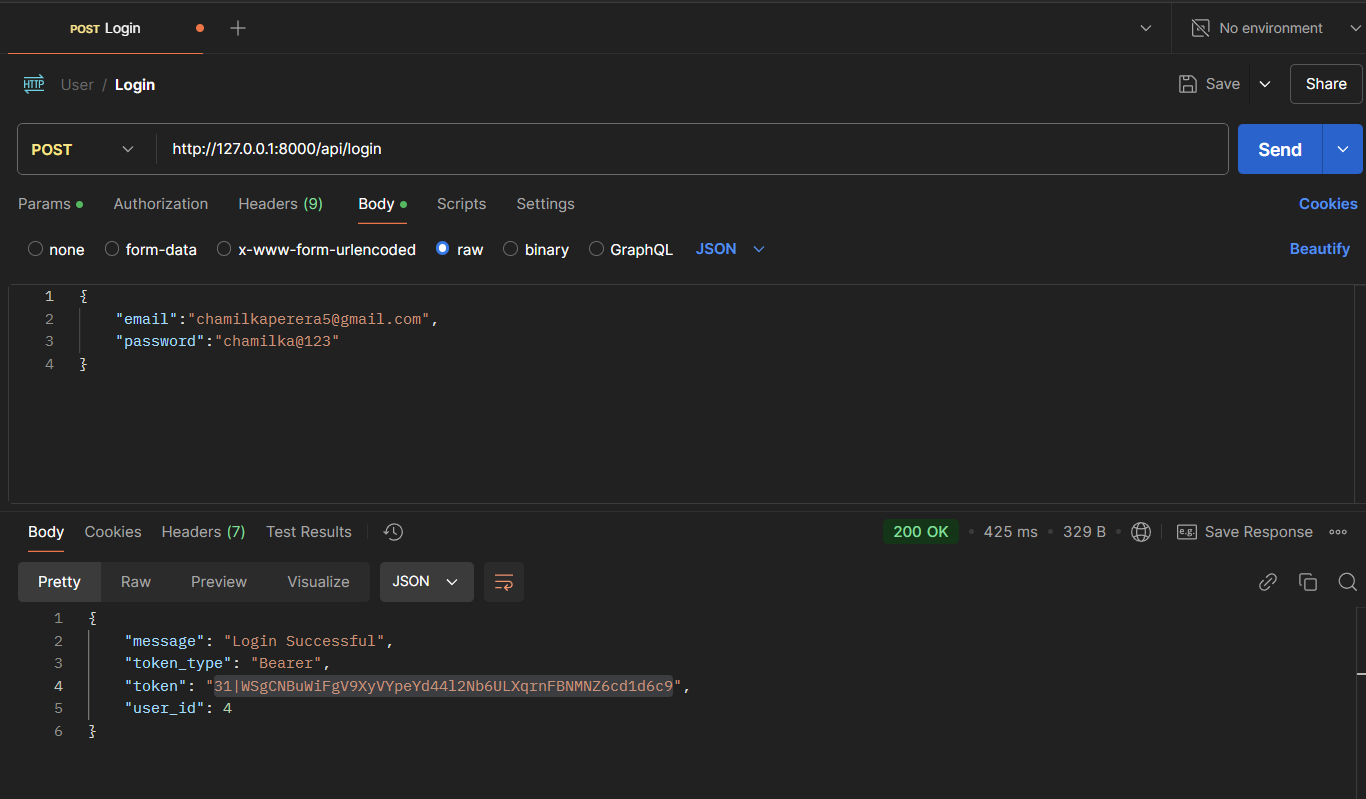 POST Login
No environment
HTTP User / Login Save Share
POST http://127.0.0.1:8000/api/login Send
Params Authorization Headers (9) Body Scripts Settings Cookies
none form-data x-www-form-urlencoded raw binary GraphQL JSON Beautify
1 {
2 "email":"chamilkaperera5@gmail.com",
3 "password":"chamilka@123"
4 }
Body Cookies Headers (7) Test Results 200 OK • 425 ms • 329 B • e.g. Save Response
Pretty Raw Preview Visualize JSON
1 {
2 "message": "Login Successful",
3 "token_type": "Bearer",
4 "token": "31|WSgCNBuWiFgV9XyVYpeYd44l2Nb6ULXqrnFBNMNZ6cd1d6c9",
5 "user_id": 4
6 }